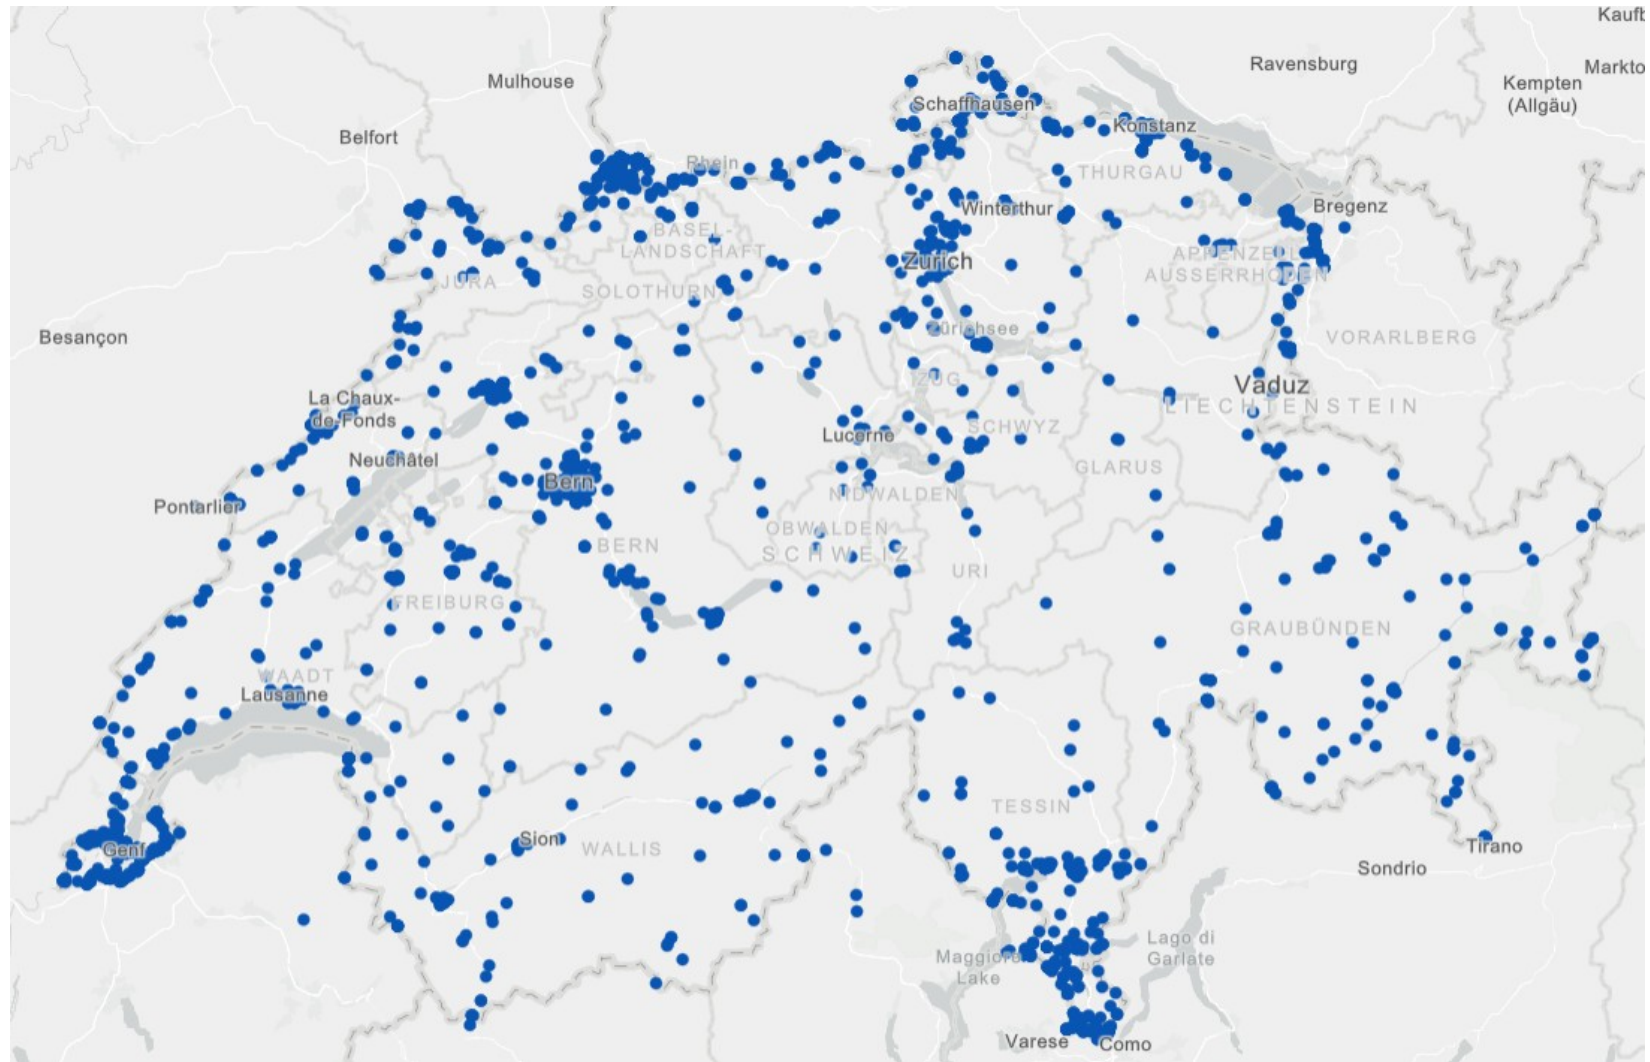 Kaufb
Ravensburg
Markto
Mulhouse
Kempten
(Allgäu)
Schaffhausen
Konstanz
Belfort
Rhein
THURGAU
Winterthur
Bregenz
BASEL-
LANDSCHAFT
APPENZELL
AUSSERRHODEN
Zürich
JURA
SOLOTHURN
Zürichsee
Besançon
VORARLBERG
ZUG
Vaduz
La Chaux-
de-Fonds
LIECHTENSTEIN
Lucerne
SCHWYZ
Neuchâtel
GLARUS
Bern
NIDWALDEN
Pontarlier
OBWALDEN
BERN
SCHWEIZ
URI
FREIBURG
GRAUBÜNDEN
WAADT
Lausanne
TESSIN
Sion
WALLIS
Genf
Tirano
Sondrio
Maggiore
Lake
Lago di
Garlate
Varese
Como